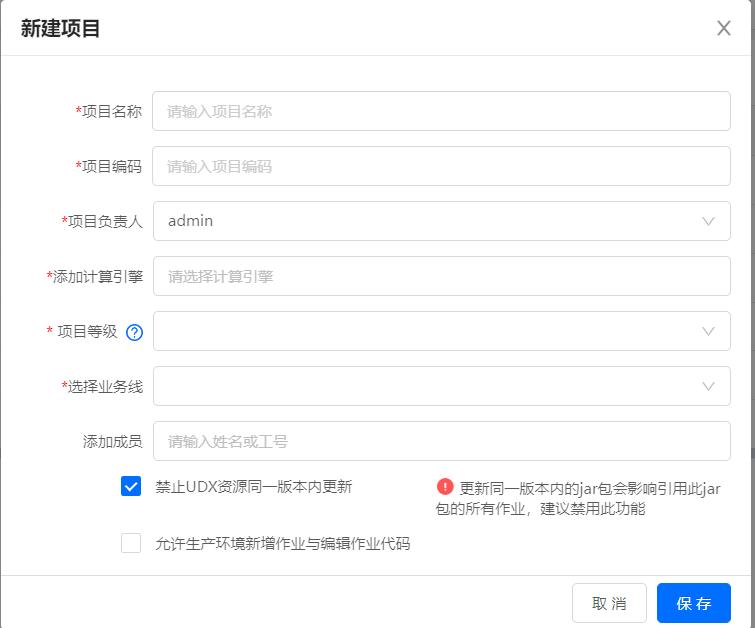 新建项目
*项目名称 请输入项目名称
*项目编码 请输入项目编码
*项目负责人 admin
*添加计算引擎 请选择计算引擎
* 项目等级 ?
*选择业务线
添加成员 请输入姓名或工号
禁止UDX资源同一版本内更新
! 更新同一版本内的jar包会影响引用此jar
包的所有作业，建议禁用此功能
允许生产环境新增作业与编辑作业代码
取 消 保 存